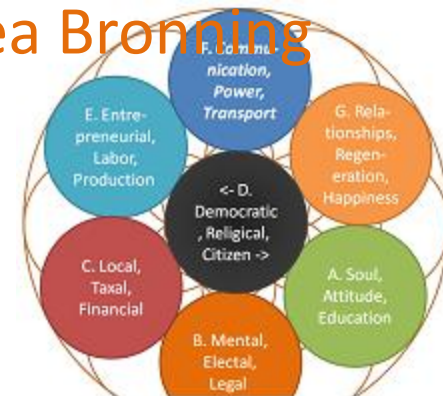 ea Bronning
F. Commu-
nication,
Power,
Transport
E. Entre-
preneurial,
Labor,
Production
G. Rela-
tionships,
Regen-
eration,
Happiness
<- D.
Democratic
, Religical,
Citizen ->
C. Local,
Taxal,
Financial
A. Soul,
Attitude,
Education
B. Mental,
Electal,
Legal